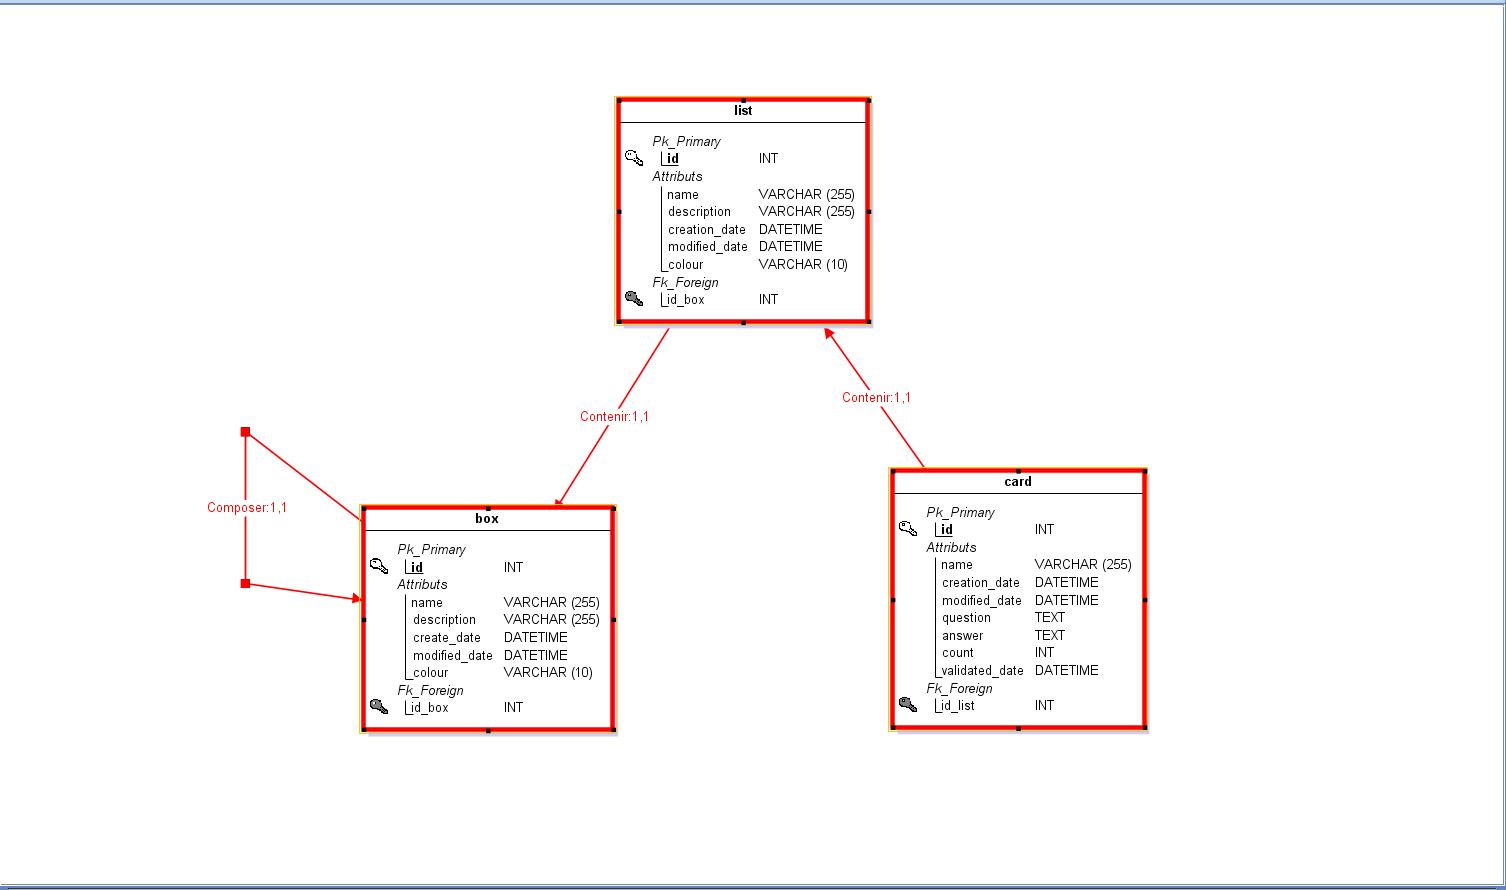 list
Pk_Primary
id INT
Attributs
name VARCHAR (255)
description VARCHAR (255)
creation_date DATETIME
modified_date DATETIME
colour VARCHAR (10)
Fk_Foreign
id_box INT
Contenir:1,1
Contenir:1,1
Composer:1,1
box
Pk_Primary
id INT
Attributs
name VARCHAR (255)
description VARCHAR (255)
create_date DATETIME
modified_date DATETIME
colour VARCHAR (10)
Fk_Foreign
id_box INT
card
Pk_Primary
id INT
Attributs
name VARCHAR (255)
creation_date DATETIME
modified_date DATETIME
question TEXT
answer TEXT
count INT
validated_date DATETIME
Fk_Foreign
id_list INT